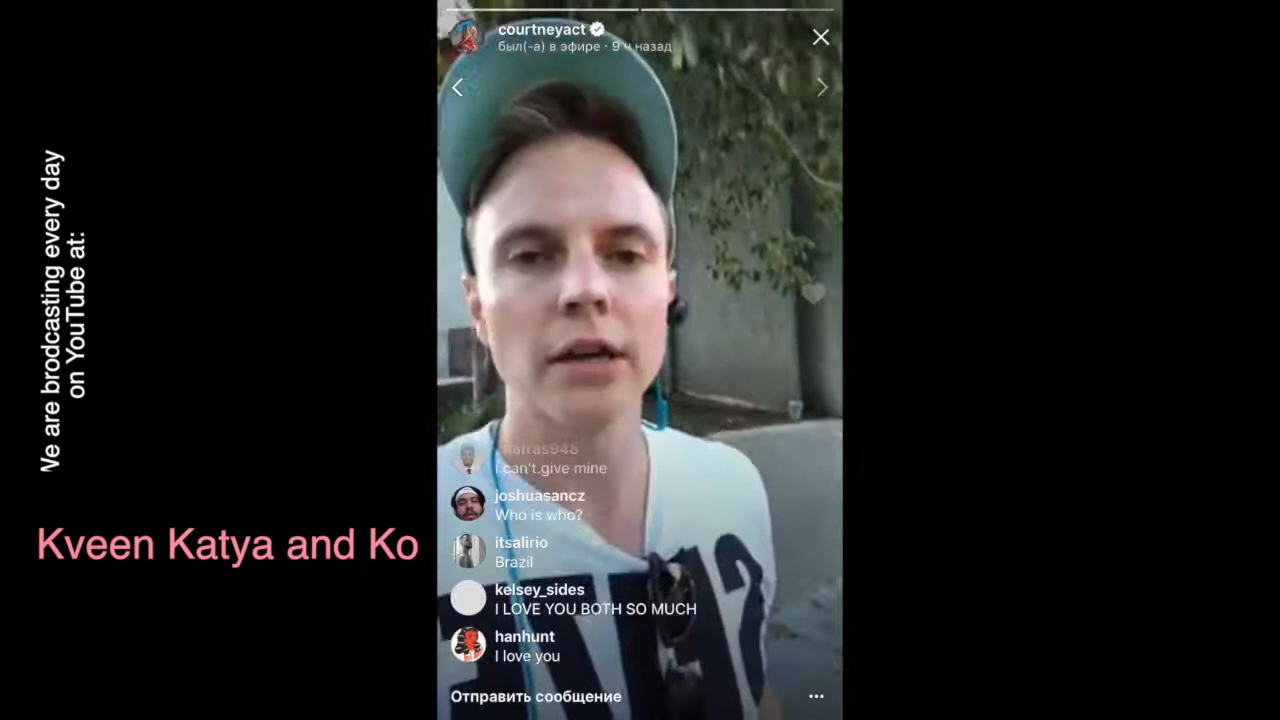 courtneyact
был(-а) в эфире · 9 ч назад
We are brodcasting every day
on YouTube at:
Kveen Katya and Ko
I can't.give mine
joshuasancz
Who is who?
itsalirio
Brazil
kelsey_sides
I LOVE YOU BOTH SO MUCH
hanhunt
I love you
Отправить сообщение